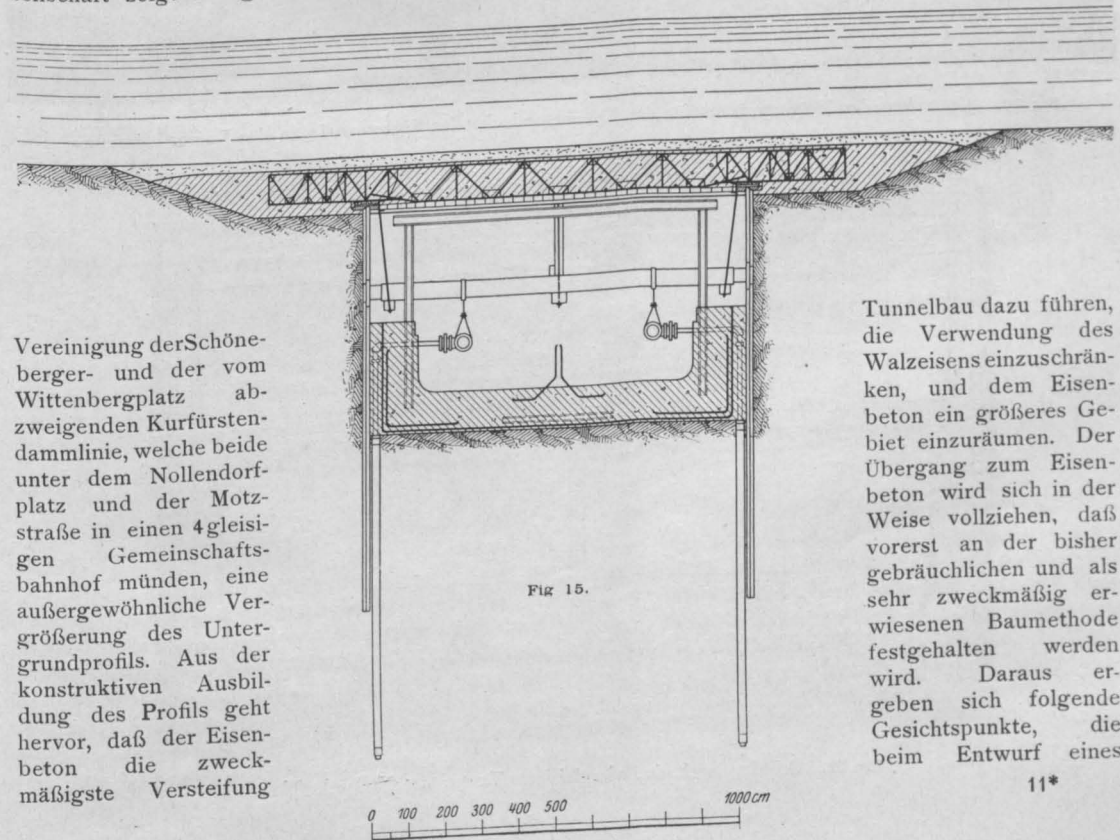 Vereinigung derSchöne-
berger- und der vom
Wittenbergplatz ab-
zweigenden Kurfürsten-
dammlinie, welche beide
unter dem Nollendorf-
platz und der Motz-
straße in einen 4gleisi-
gen Gemeinschafts-
bahnhof münden, eine
außergewöhnliche Ver-
größerung des Unter-
grundprofils. Aus der
konstruktiven Ausbil-
dung des Profils geht
hervor, daß der Eisen-
beton die zweck-
mäßigste Versteifung
Fig 15.
0 100 200 300 400 500 1000 cm
Tunnelbau dazu führen,
die Verwendung des
Walzeisens einzuschrän-
ken, und dem Eisen-
beton ein größeres Ge-
biet einzuräumen. Der
Übergang zum Eisen-
beton wird sich in der
Weise vollziehen, daß
vorerst an der bisher
gebräuchlichen und als
sehr zweckmäßig er-
wiesenen Baumethode
festgehalten werden
wird. Daraus er-
geben sich folgende
Gesichtspunkte, die
beim Entwurf eines
11*